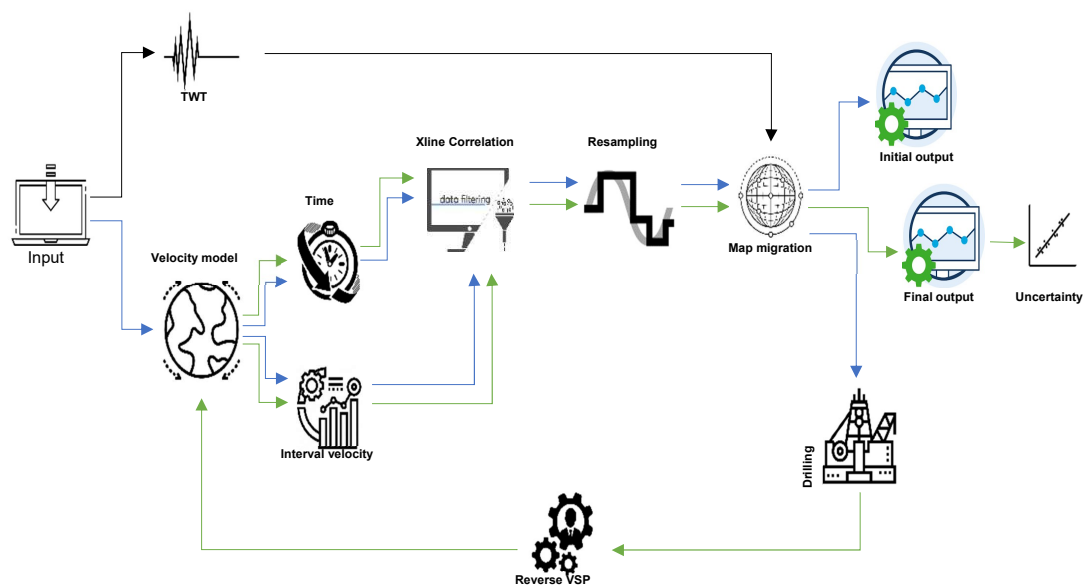 TWT
Xline Correlation
Resampling
Initial output
data filtering
Time
Input
Velocity model
Map migration
Final output
Uncertainty
Interval velocity
Drilling
Reverse VSP